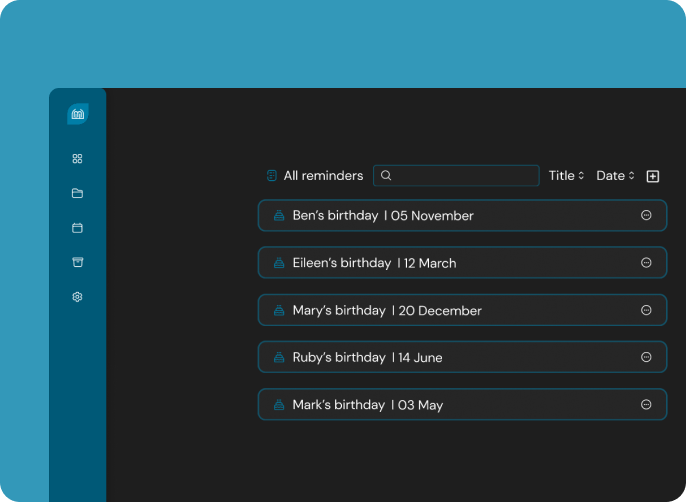 All reminders Title Date
Ben's birthday | 05 November
Eileen's birthday | 12 March
Mary's birthday | 20 December
Ruby's birthday | 14 June
Mark's birthday | 03 May